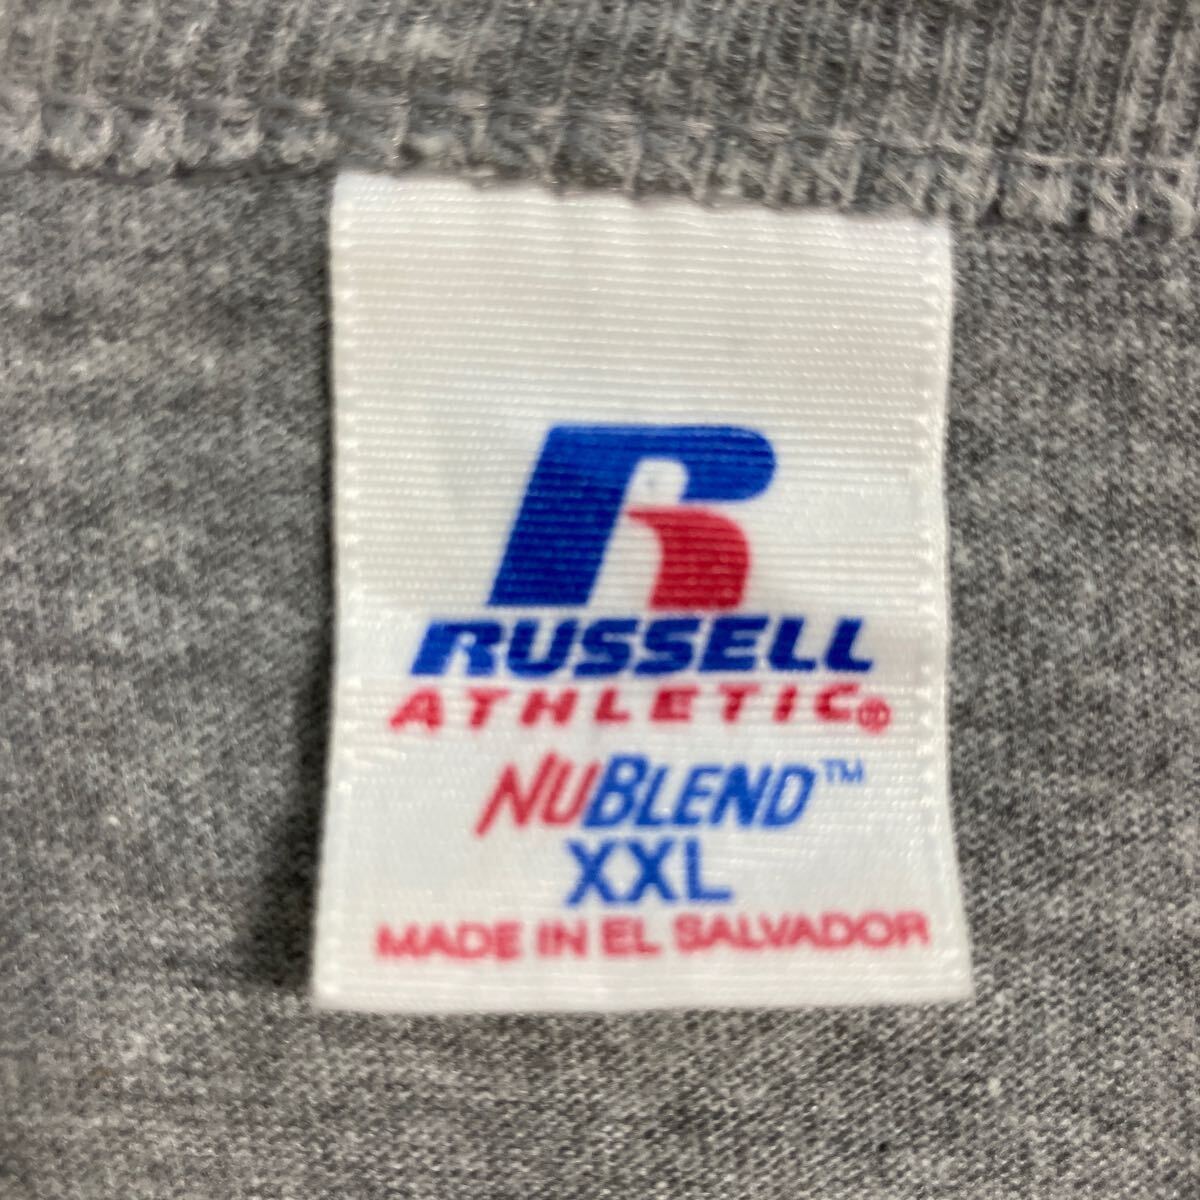 R
RUSSELL
ATHLETIC®
NUBLEND™
XXL
MADE IN EL SALVADOR